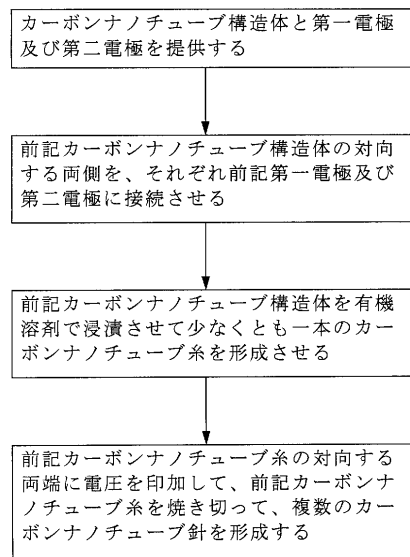 カーボンナノチューブ構造体と第一電極
及び第二電極を提供する
前記カーボンナノチューブ構造体の対向
する両側を、それぞれ前記第一電極及び
第二電極に接続させる
前記カーボンナノチューブ構造体を有機
溶剤で浸漬させて少なくとも一本のカー
ボンナノチューブ糸を形成させる
前記カーボンナノチューブ糸の対向する
両端に電圧を印加して、前記カーボンナ
ノチューブ糸を焼き切って、複数のカー
ボンナノチューブ針を形成する